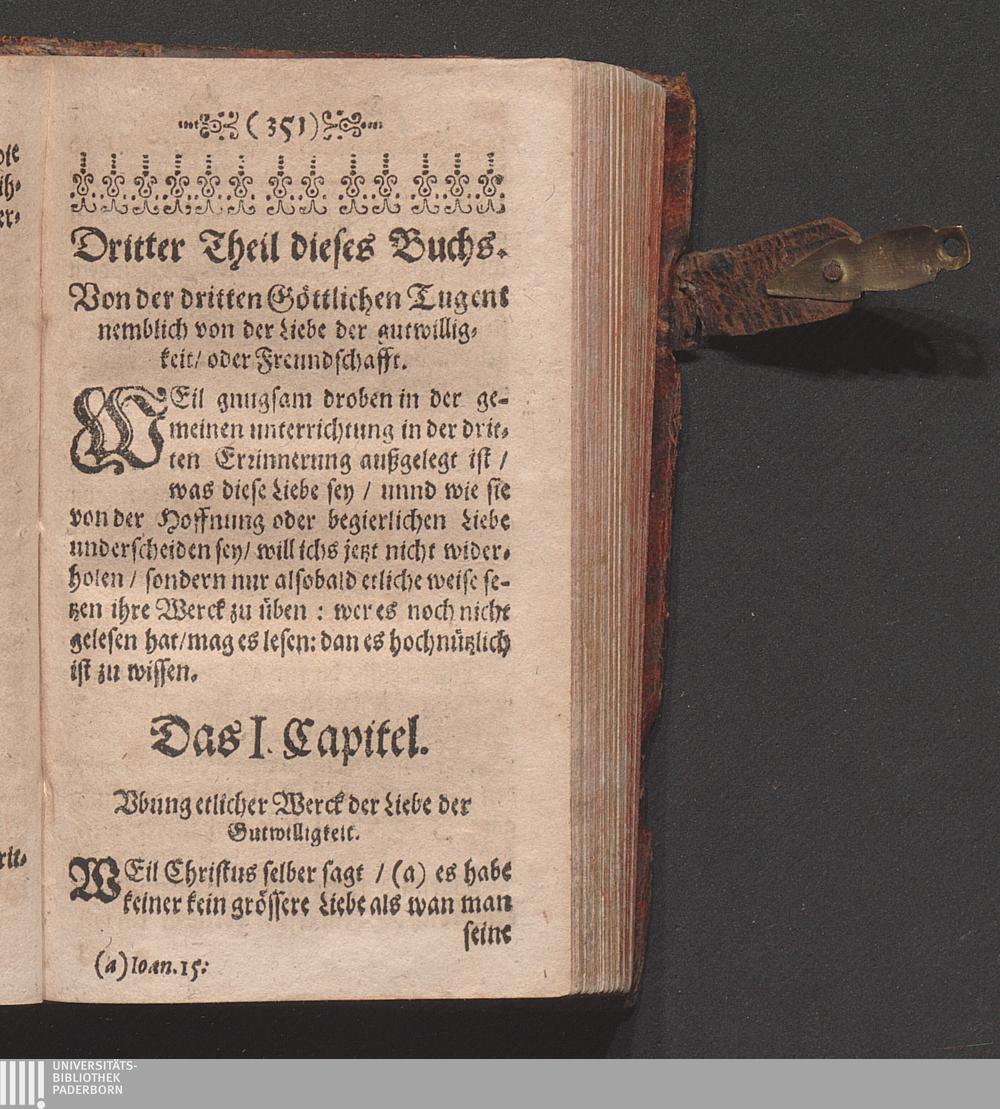 (351)
Dritter Theil dieses Buchs.
Von der dritten Göttlichen Tugent
nemblich von der Liebe der gutwillig-
keit/ oder Freundschafft.
WEil gnugsam droben in der ge-
meinen unterrichtung in der drit-
ten Erzinnerung außgelegt ist /
was diese Liebe sey / unnd wie sie
von der Hoffnung oder begierlichen Liebe
underscheiden sey/ will ichs jetzt nicht wider-
holen / sondern nur alsobald etliche weise se-
tzen ihre Werck zu üben : wer es noch nicht
gelesen hat/mag es lesen: dan es hochnützlich
ist zu wissen.
Das I. Capitel.
Vbung etlicher Werck der Liebe der
Gutwilligkeit.
WEil Christus selber sagt / (a) es habe
keiner kein grössere Liebe als wan man
seine
(a) Ioan. 15:
UNIVERSITÄTS-
BIBLIOTHEK
PADERBORN